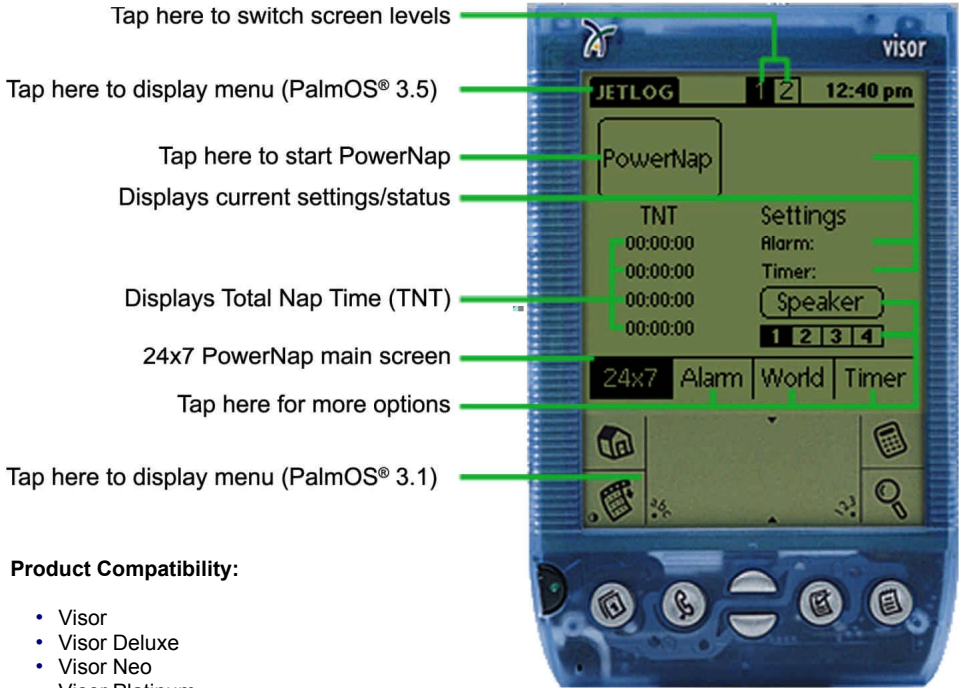 Tap here to switch screen levels
Tap here to display menu (PalmOS® 3.5)
Tap here to start PowerNap
Displays current settings/status
Displays Total Nap Time (TNT)
24x7 PowerNap main screen
Tap here for more options
Tap here to display menu (PalmOS® 3.1)
visor
JETLOG 1 2 12:40 pm
PowerNap
TNT Settings
00:00:00 Alarm:
00:00:00 Timer:
00:00:00 Speaker
00:00:00 1 2 3 4
24x7 Alarm World Timer
abc 123
Product Compatibility:
• Visor
• Visor Deluxe
• Visor Neo
Visor Platinum